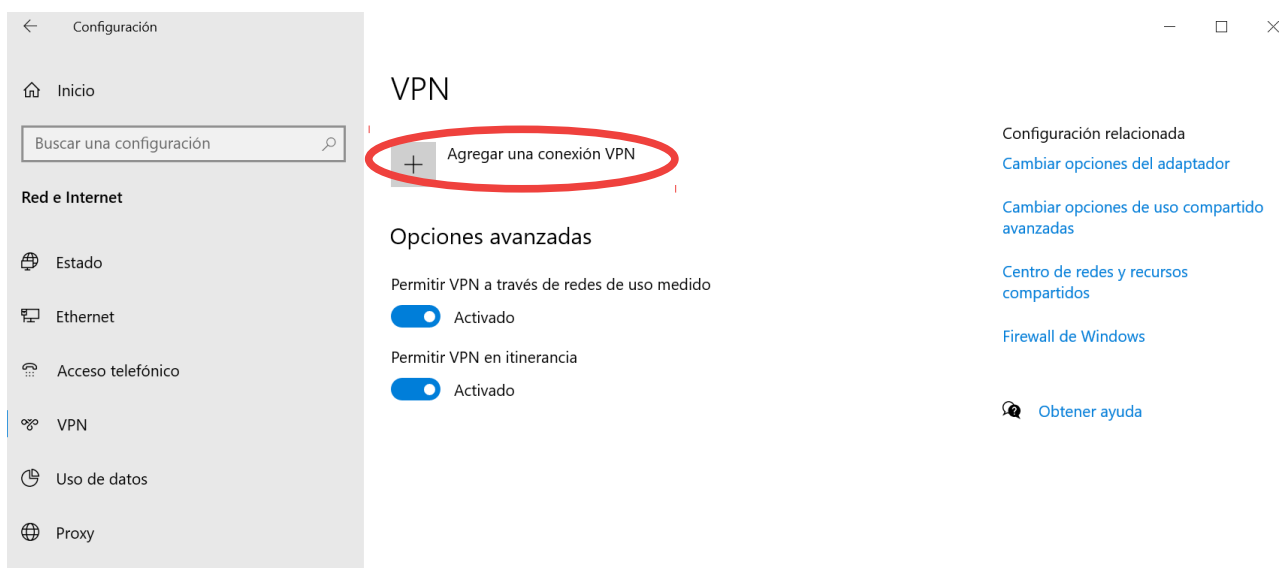 Configuración
Inicio
Buscar una configuración
Red e Internet
Estado
Ethernet
Acceso telefónico
VPN
Uso de datos
Proxy
VPN
Agregar una conexión VPN
Opciones avanzadas
Permitir VPN a través de redes de uso medido
Activado
Permitir VPN en itinerancia
Activado
Configuración relacionada
Cambiar opciones del adaptador
Cambiar opciones de uso compartido
avanzadas
Centro de redes y recursos
compartidos
Firewall de Windows
Obtener ayuda